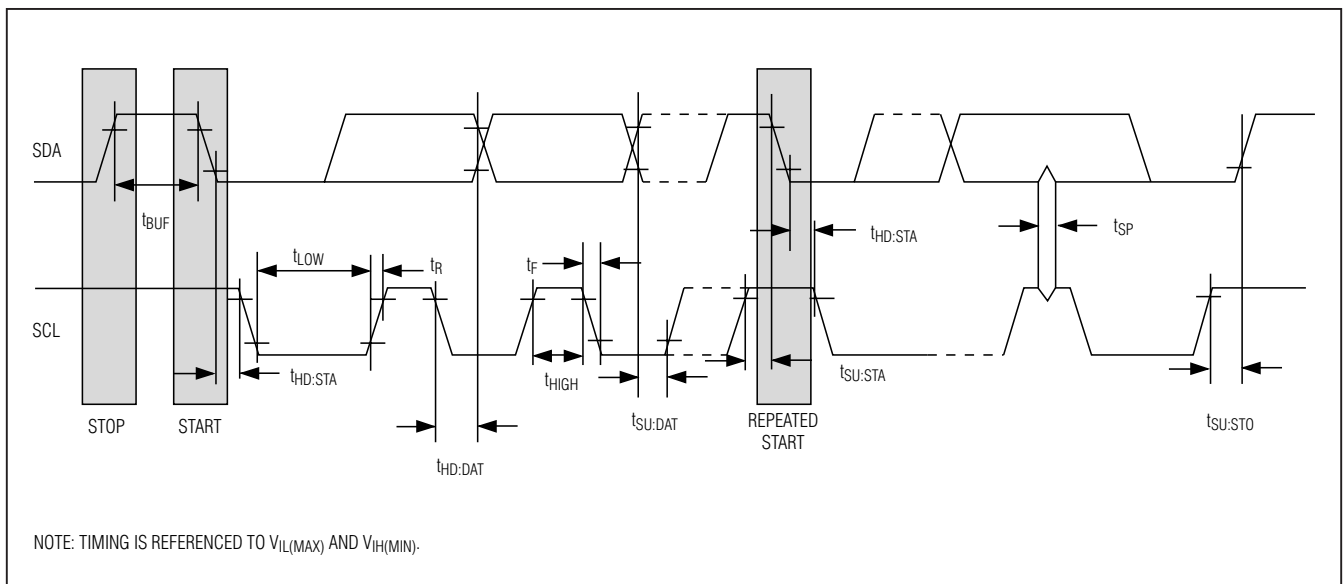 SDA
tBUF
tLOW
tR
tF
tHD:STA
tSP
SCL
tHD:STA
tHIGH
tSU:STA
tSU:DAT
tSU:STO
STOP
START
REPEATED
START
tHD:DAT
NOTE: TIMING IS REFERENCED TO VIL(MAX) AND VIH(MIN).